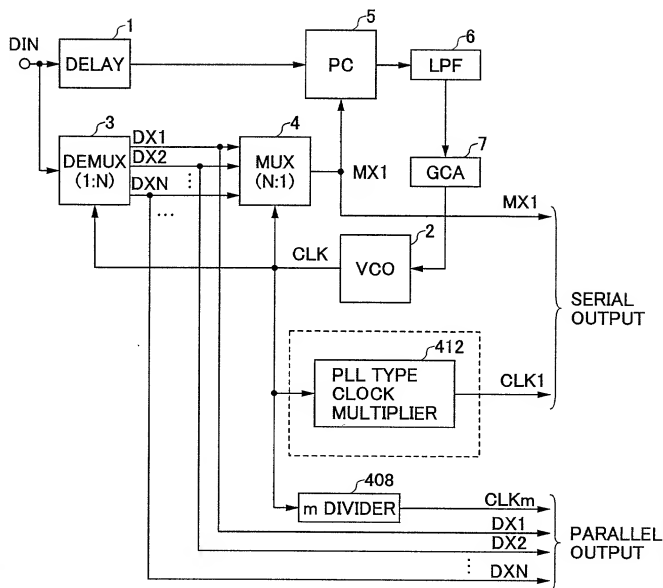 DIN
1
DELAY
5
PC
6
LPF
3
DEMUX
(1:N)
DX1
DX2
⋮
DXN
...
4
MUX
(N:1)
MX1
7
GCA
MX1
CLK
2
VCO
SERIAL
OUTPUT
412
PLL TYPE
CLOCK
MULTIPLIER
CLK1
408
m DIVIDER
CLKm
DX1
DX2
⋮
DXN
PARALLEL
OUTPUT